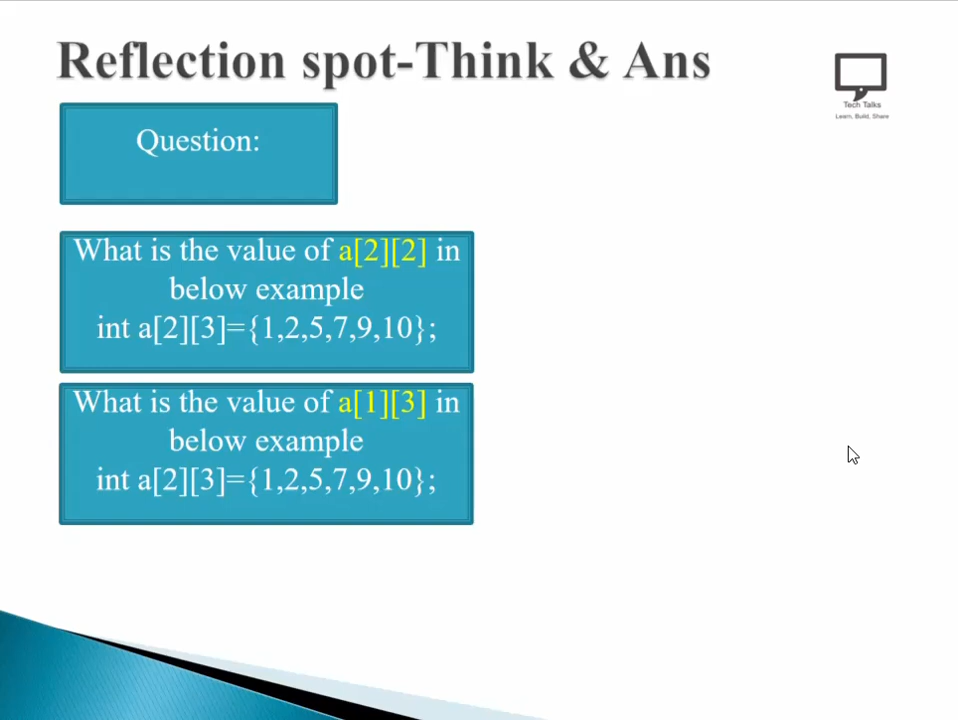 Reflection spot-Think & Ans
Tech Talks
Learn, Build, Share
Question:
What is the value of a[2][2] in
below example
int a[2][3]={1,2,5,7,9,10};
What is the value of a[1][3] in
below example
int a[2][3]={1,2,5,7,9,10};